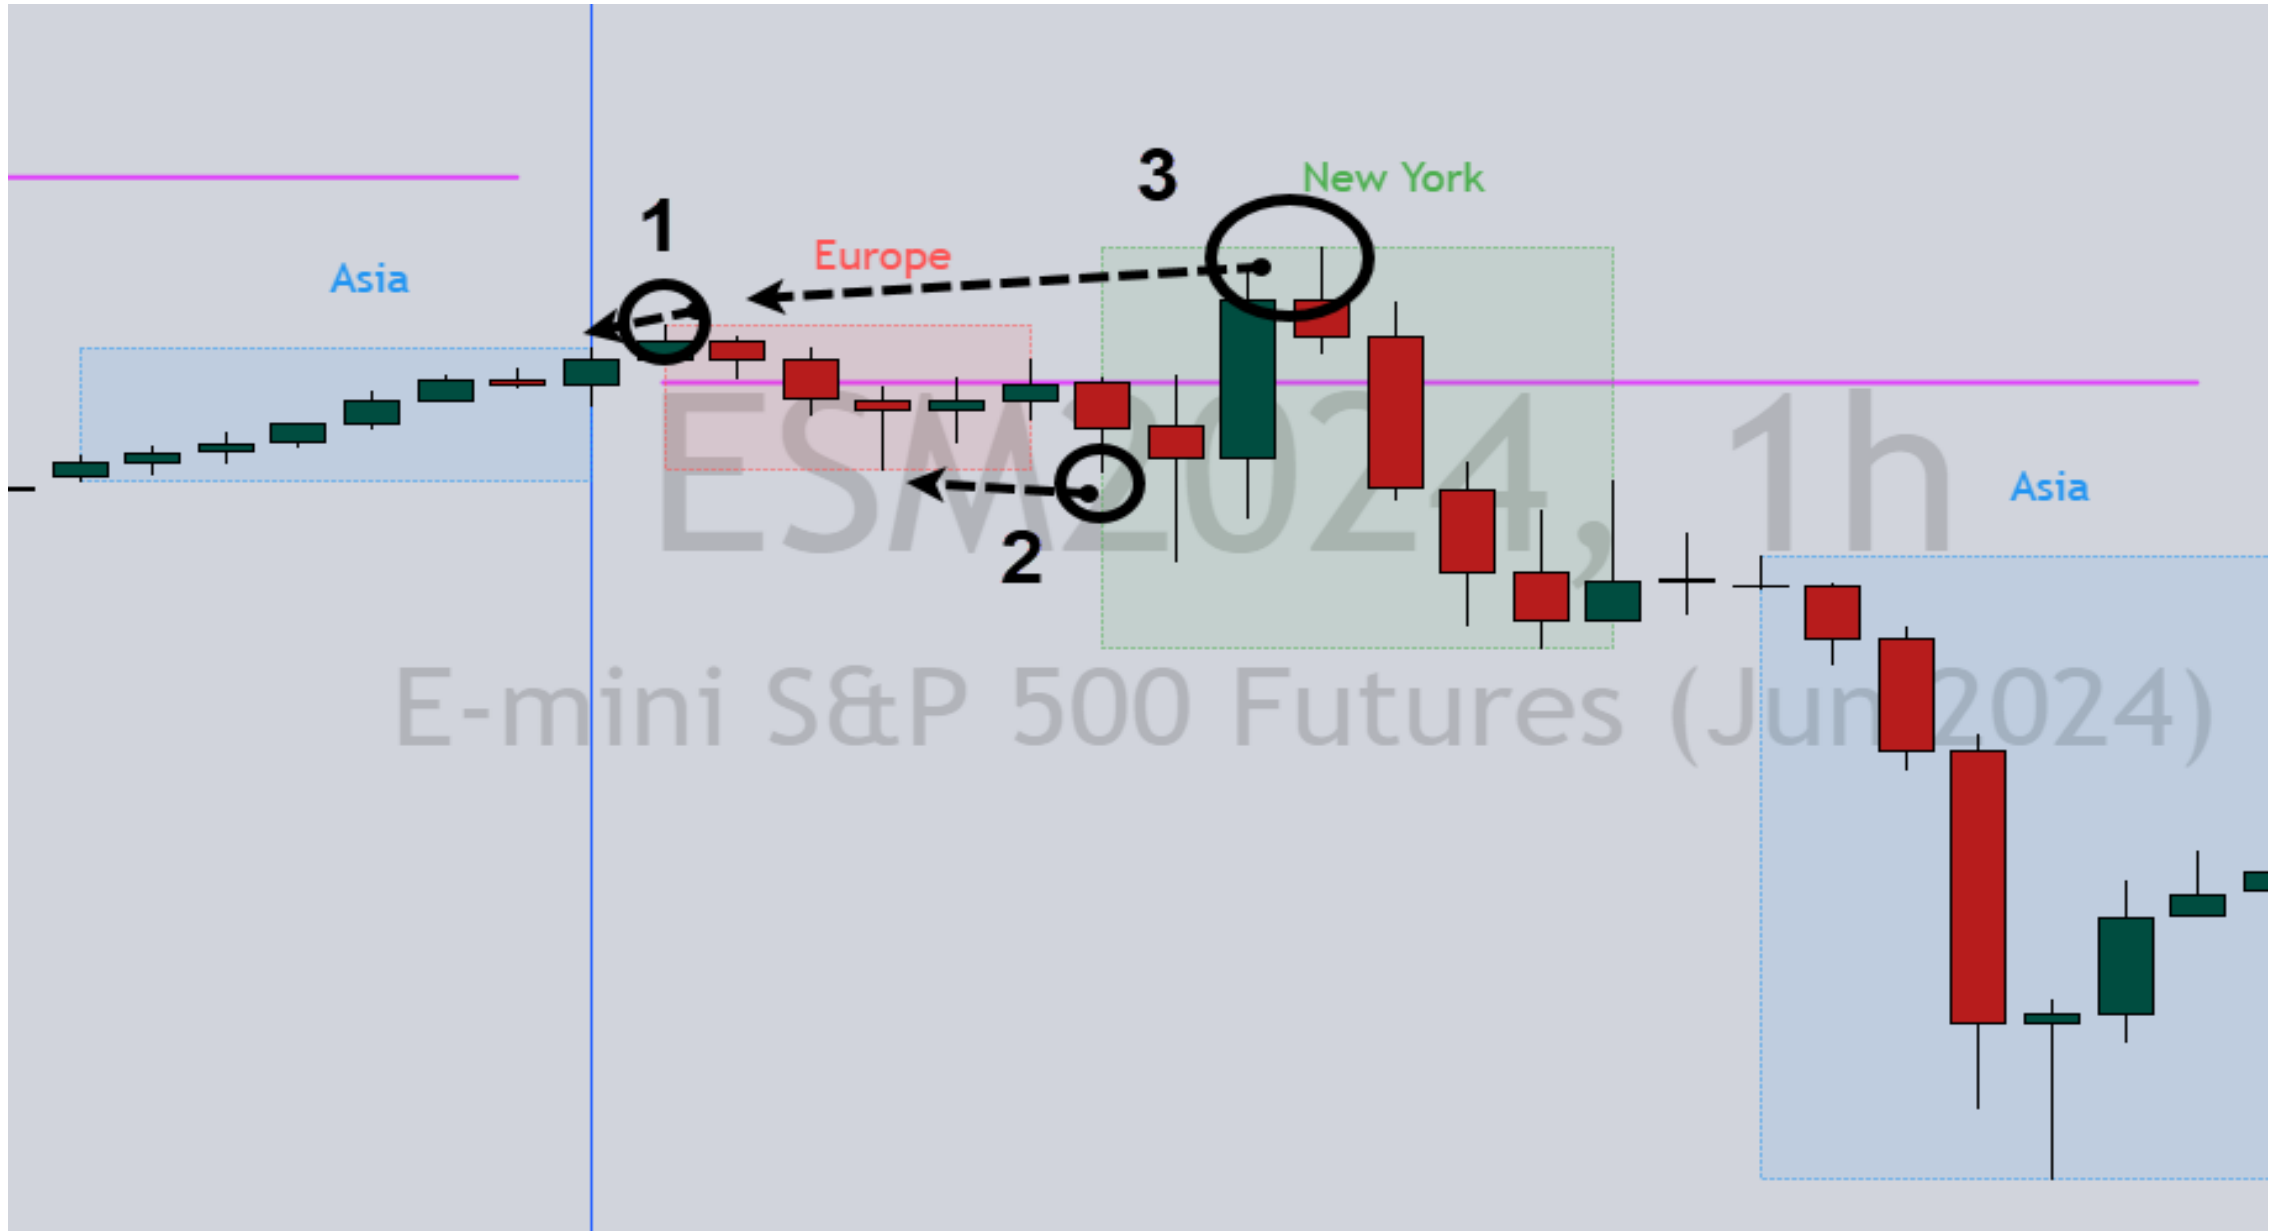 3
New York
1
Europe
Asia
ESM2024, 1h
Asia
2
E-mini S&P 500 Futures (Jun 2024)